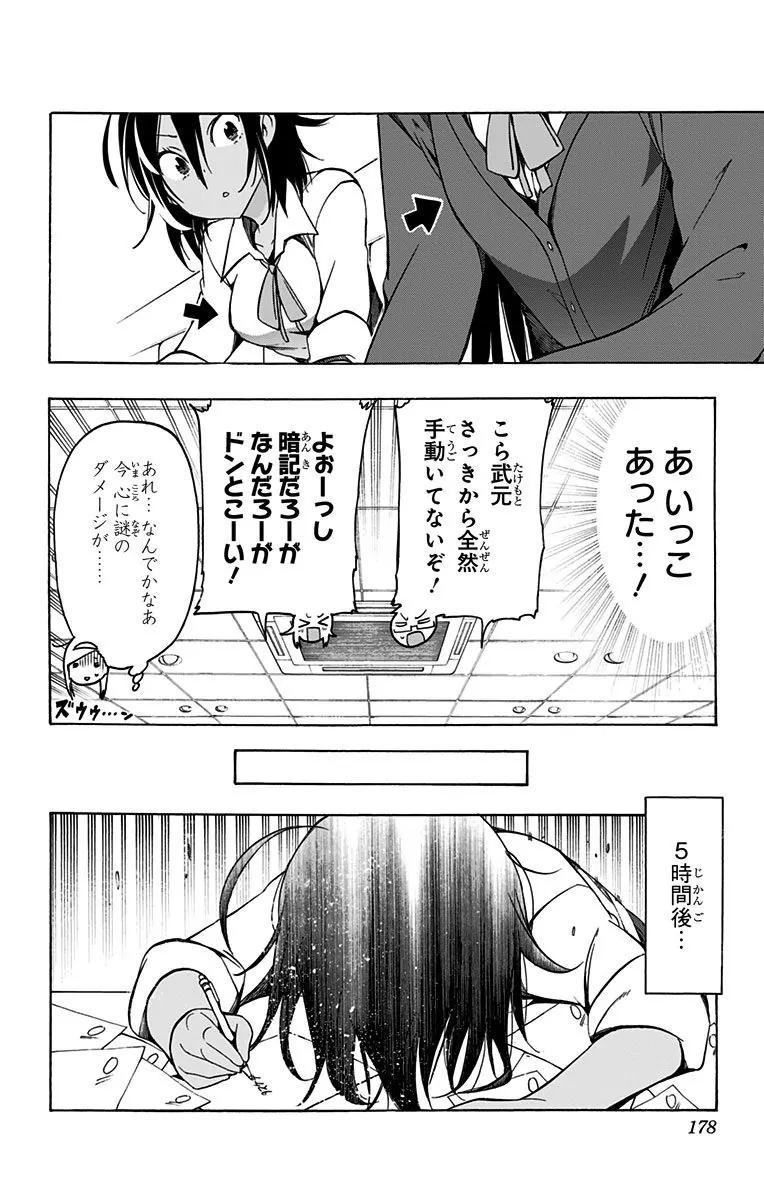 あいっこ
あった…！
こら武元
さっきから全然
手動いてないぞ！
よぉーっし
暗記だろーが
なんだろーが
ドンとこーい！
あれ…なんでかなあ
今 心に謎の
ダメージが……
ズウゥ…ン
5時間後…
178